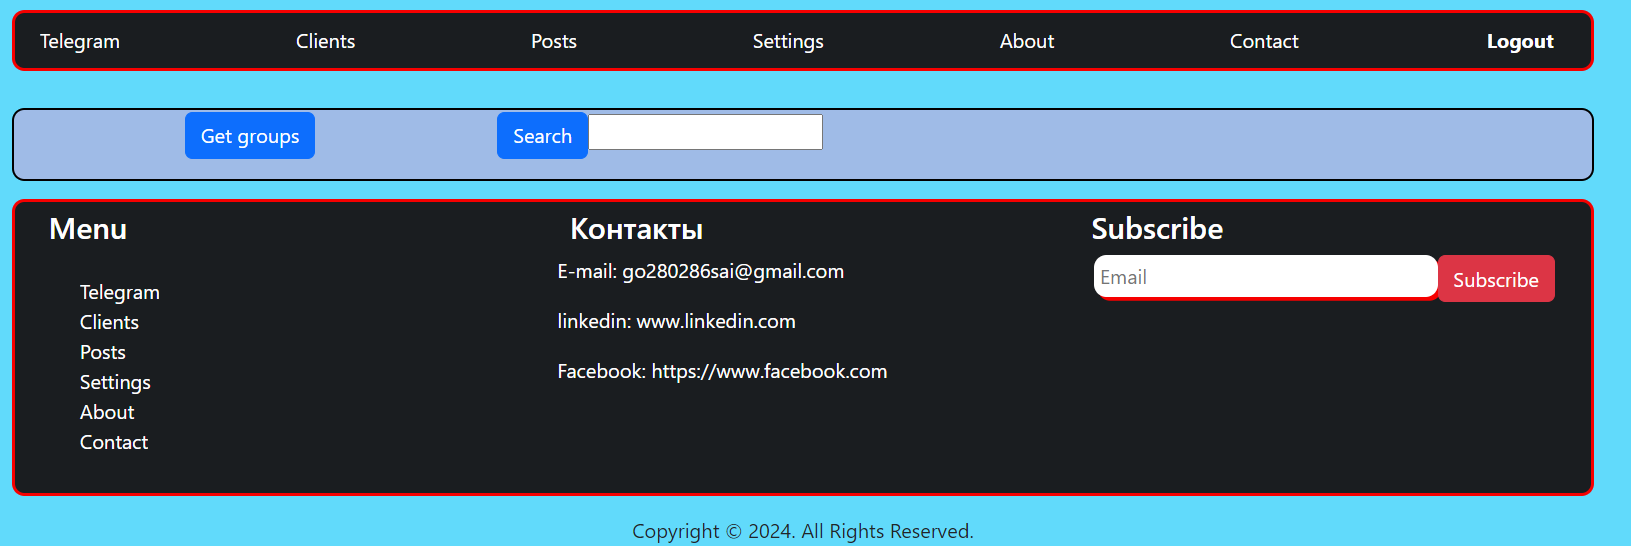 Telegram Clients Posts Settings About Contact Logout
Get groups Search
Menu
Telegram
Clients
Posts
Settings
About
Contact
Контакты
E-mail: go280286sai@gmail.com
linkedin: www.linkedin.com
Facebook: https://www.facebook.com
Subscribe
Email Subscribe
Copyright © 2024. All Rights Reserved.